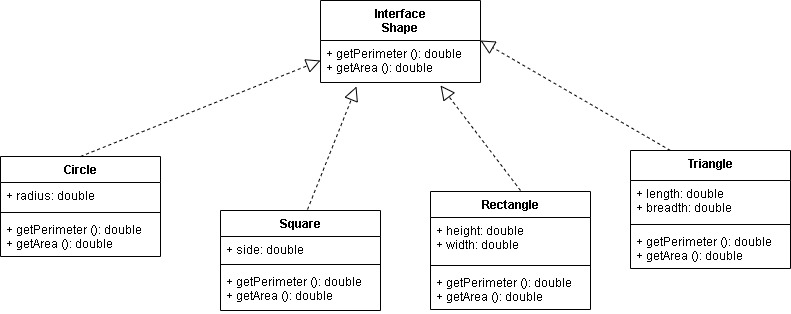 Interface
Shape
+ getPerimeter (): double
+ getArea (): double
Circle
+ radius: double
+ getPerimeter (): double
+ getArea (): double
Square
+ side: double
+ getPerimeter (): double
+ getArea (): double
Rectangle
+ height: double
+ width: double
+ getPerimeter (): double
+ getArea (): double
Triangle
+ length: double
+ breadth: double
+ getPerimeter (): double
+ getArea (): double